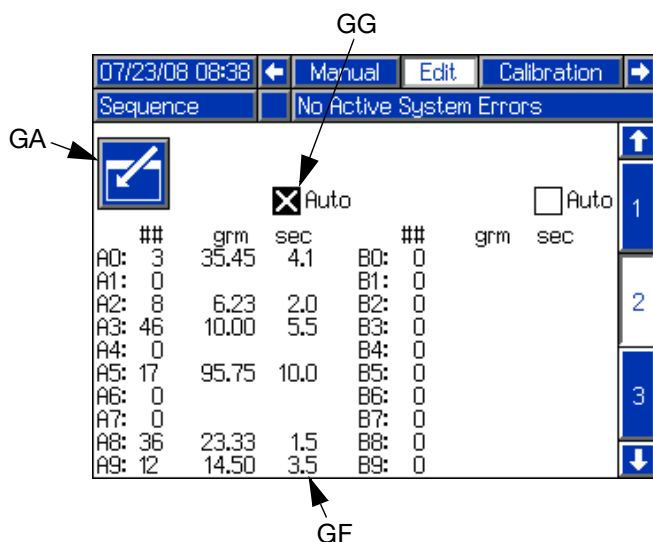 GG
07/23/08 08:38 Manual Edit Calibration
Sequence No Active System Errors
GA
Auto Auto
1
## grm sec ## grm sec
A0: 3 35.45 4.1 B0: 0
A1: 0 B1: 0
A2: 8 6.23 2.0 B2: 0
2
A3: 46 10.00 5.5 B3: 0
A4: 0 B4: 0
A5: 17 95.75 10.0 B5: 0
A6: 0 B6: 0
3
A7: 0 B7: 0
A8: 36 23.33 1.5 B8: 0
A9: 12 14.50 3.5 B9: 0
GF